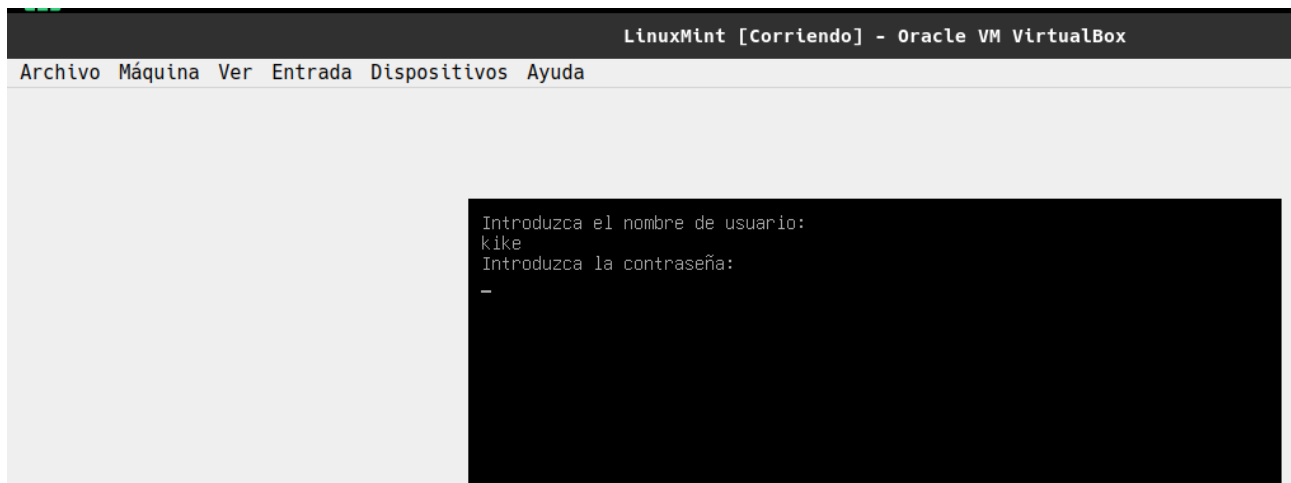 LinuxMint [Corriendo] - Oracle VM VirtualBox
Archivo Máquina Ver Entrada Dispositivos Ayuda
Introduzca el nombre de usuario:
kike
Introduzca la contraseña:
_